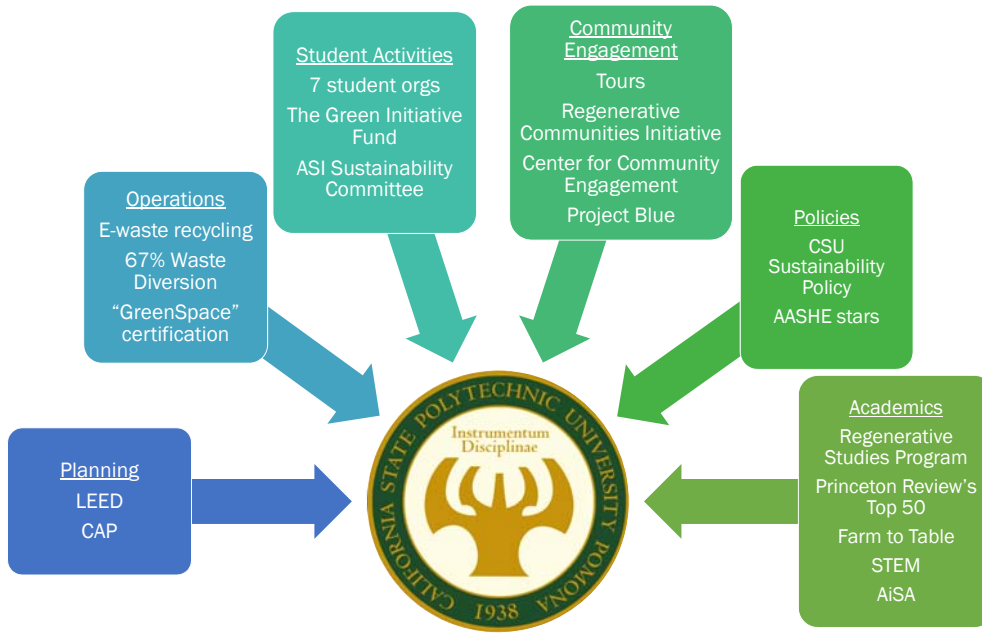 Planning
LEED
CAP
Operations
E-waste recycling
67% Waste
Diversion
“GreenSpace”
certification
Student Activities
7 student orgs
The Green Initiative
Fund
ASI Sustainability
Committee
Community
Engagement
Tours
Regenerative
Communities Initiative
Center for Community
Engagement
Project Blue
Policies
CSU
Sustainability
Policy
AASHE stars
Academics
Regenerative
Studies Program
Princeton Review’s
Top 50
Farm to Table
STEM
AiSA
CALIFORNIA STATE POLYTECHNIC UNIVERSITY POMONA
Instrumentum
Disciplinae
1938